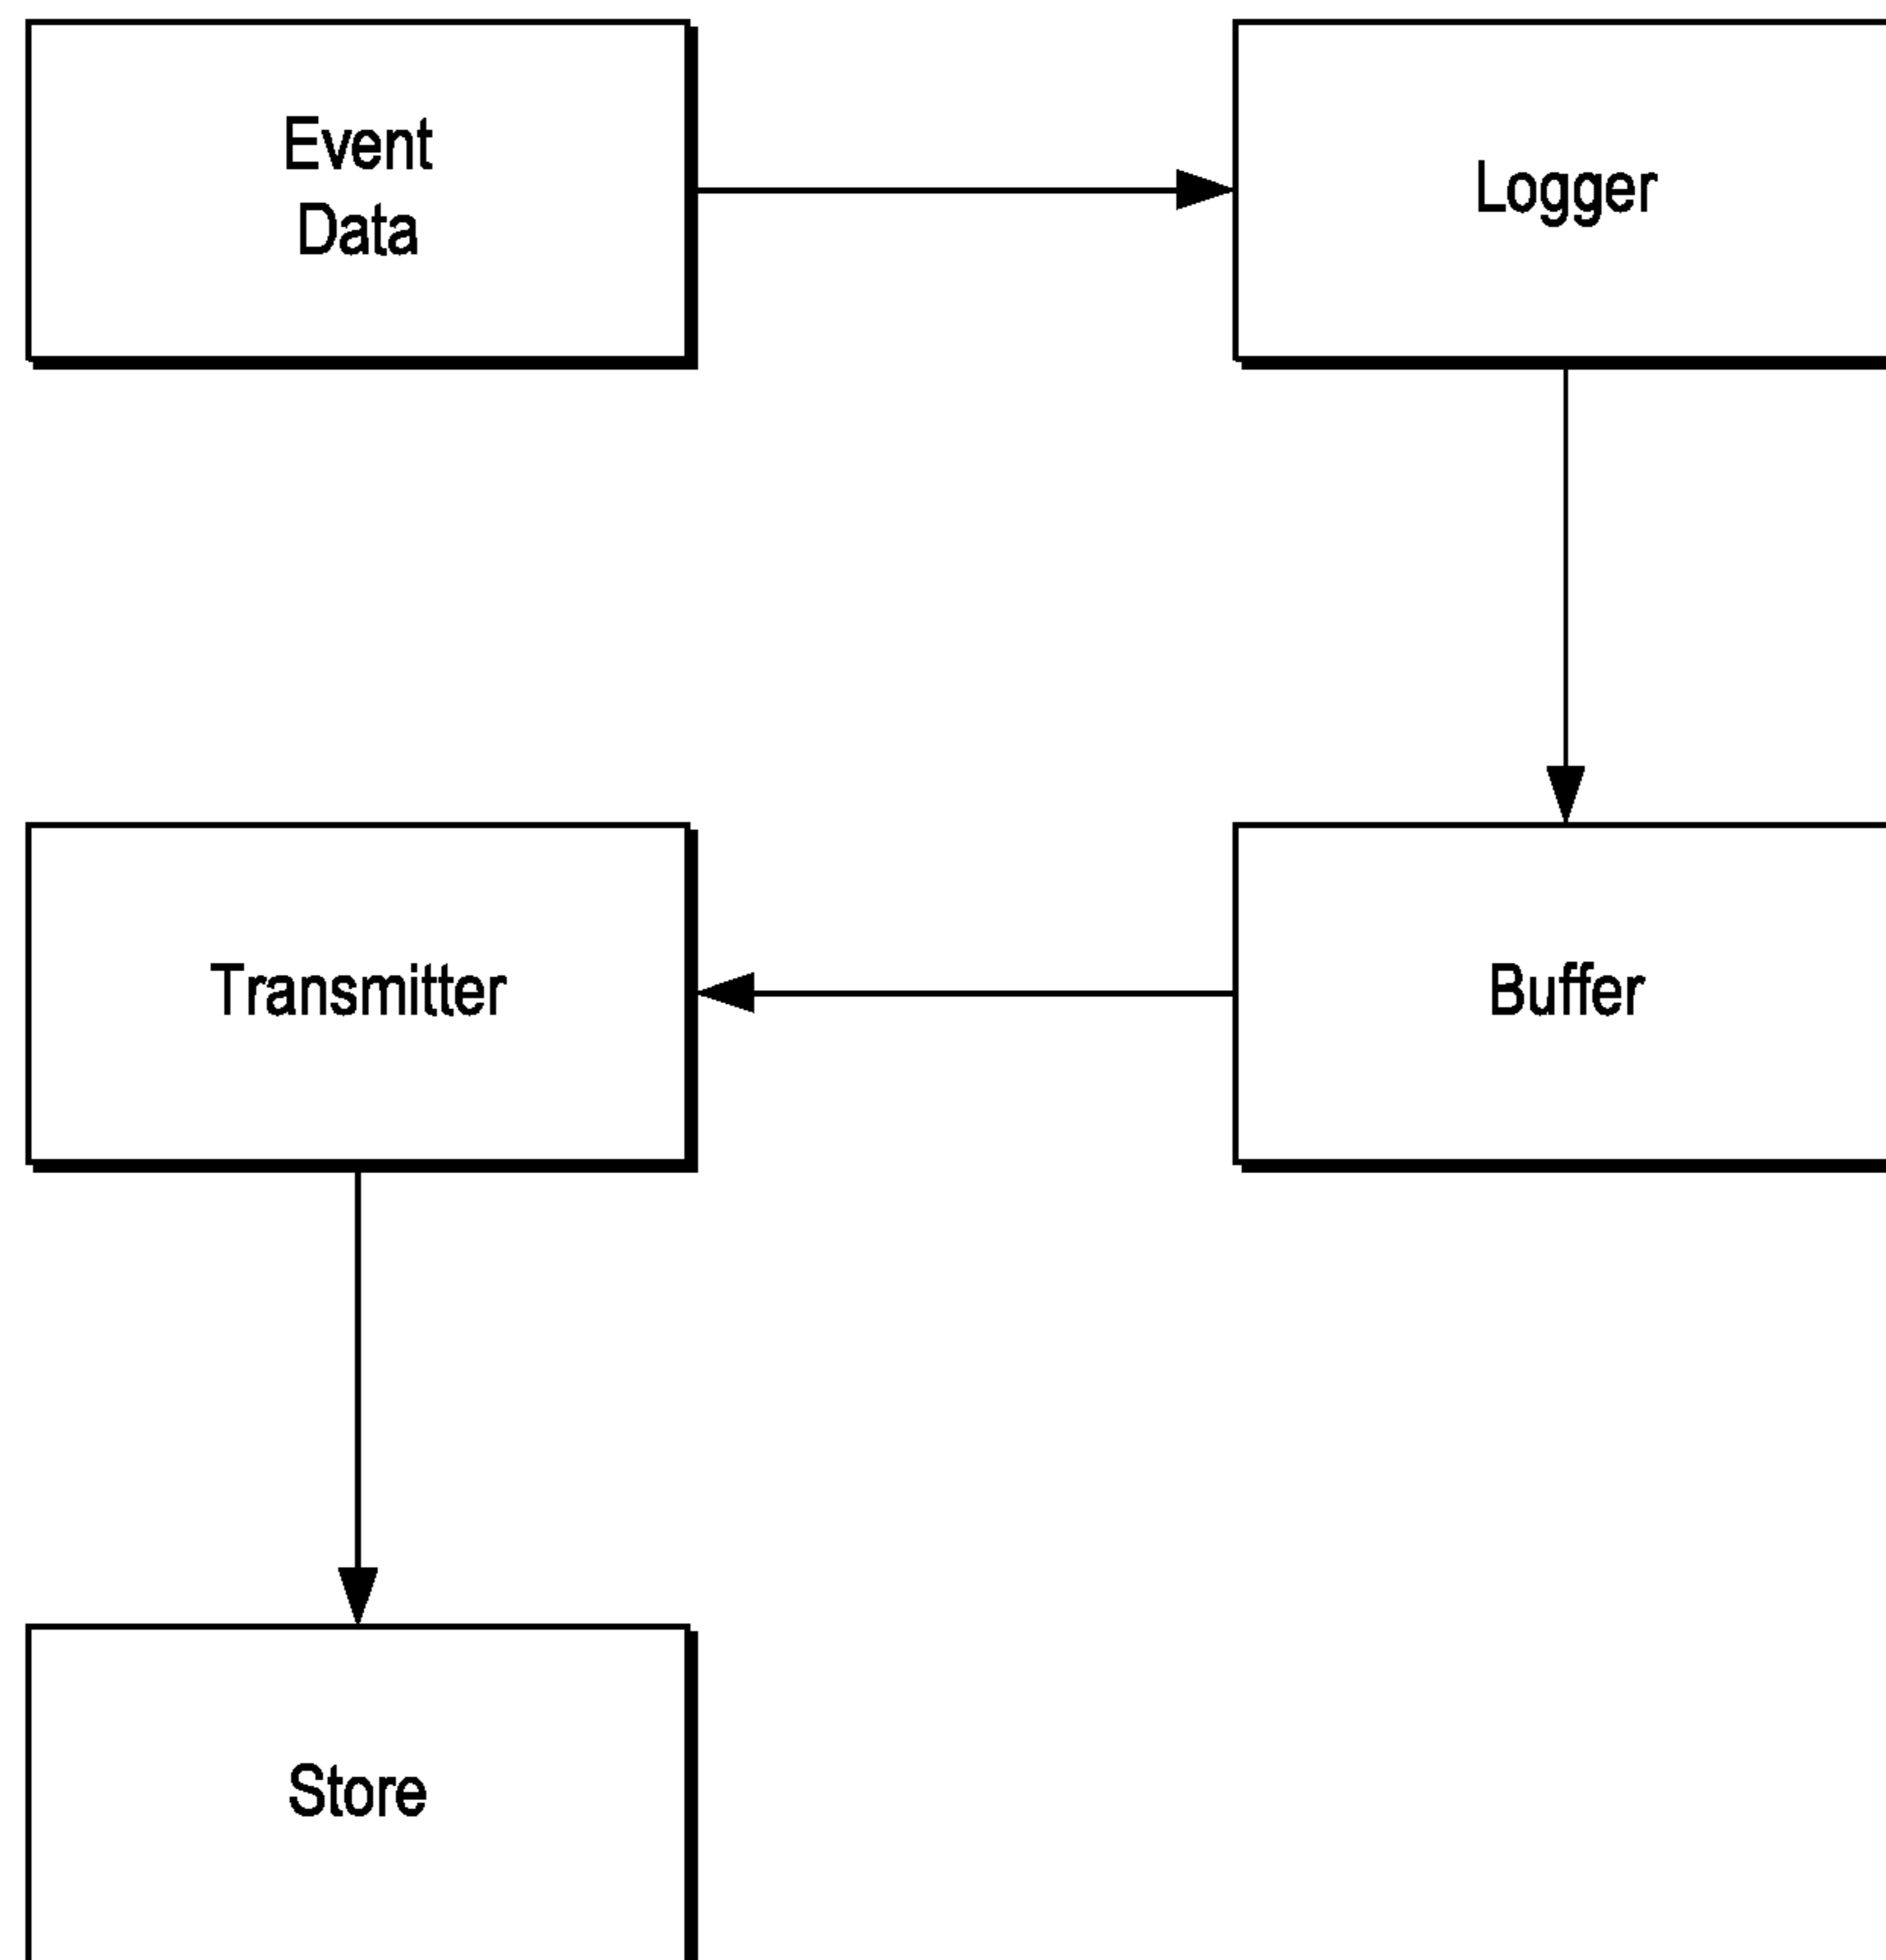 Event
Data
Logger
Transmitter
Buffer
Store